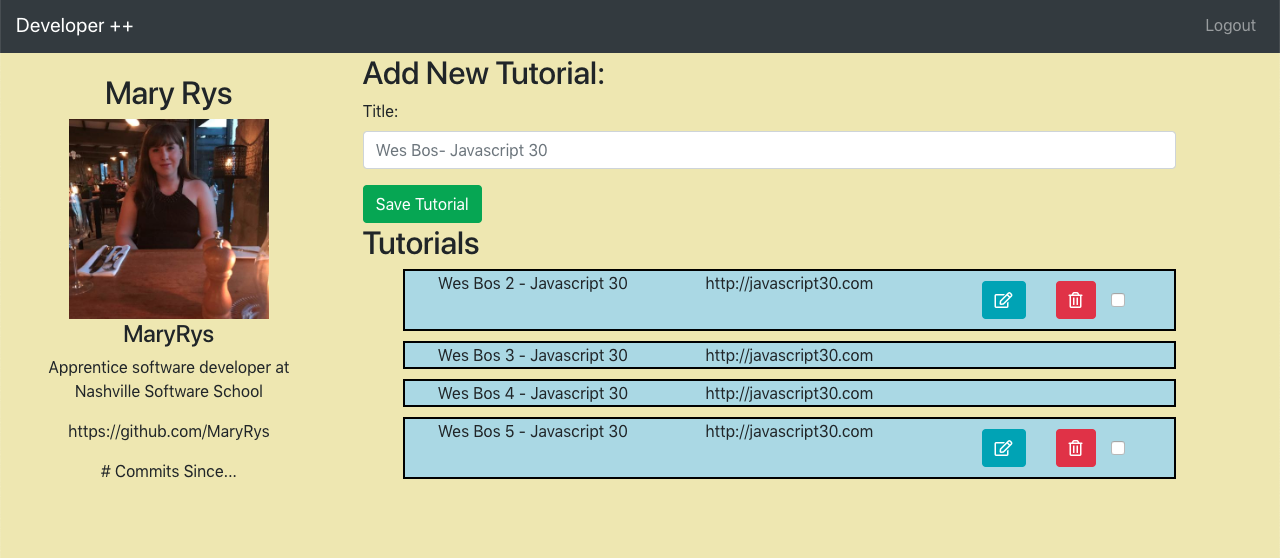 Developer ++
Logout
Mary Rys
MaryRys
Apprentice software developer at
Nashville Software School
https://github.com/MaryRys
# Commits Since...
Add New Tutorial:
Title:
Wes Bos- Javascript 30
Save Tutorial
Tutorials
Wes Bos 2 - Javascript 30 http://javascript30.com
Wes Bos 3 - Javascript 30 http://javascript30.com
Wes Bos 4 - Javascript 30 http://javascript30.com
Wes Bos 5 - Javascript 30 http://javascript30.com